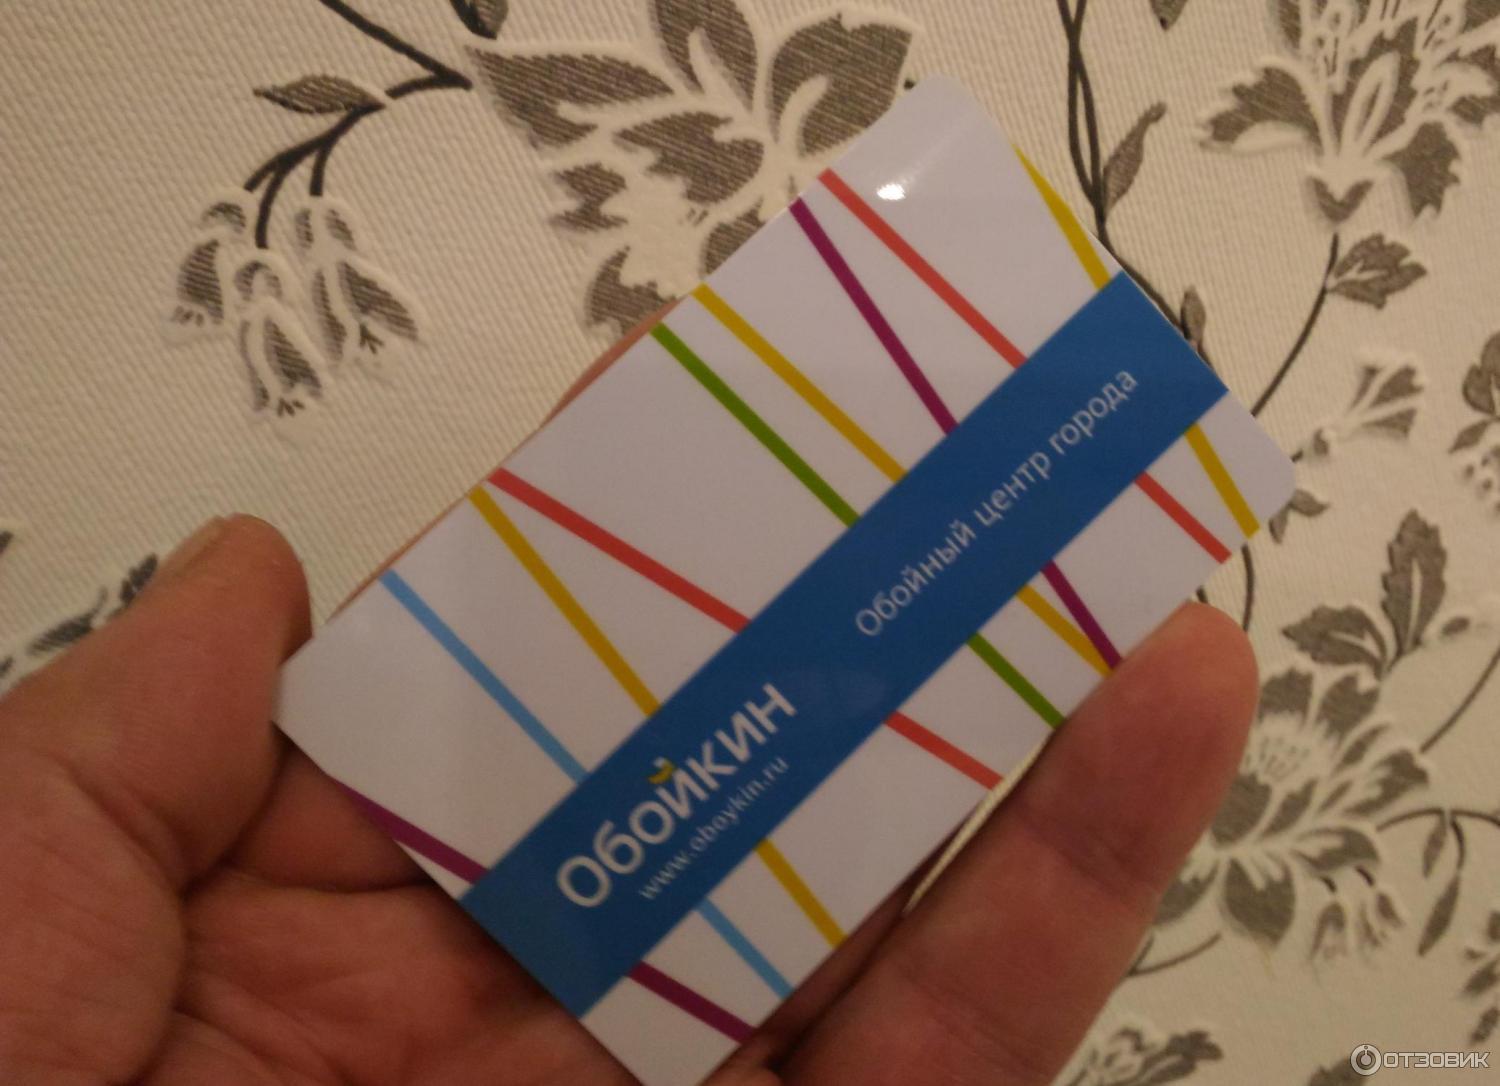 Обойкин
www.oboykin.ru
Обойный центр города
ОТЗОВИК